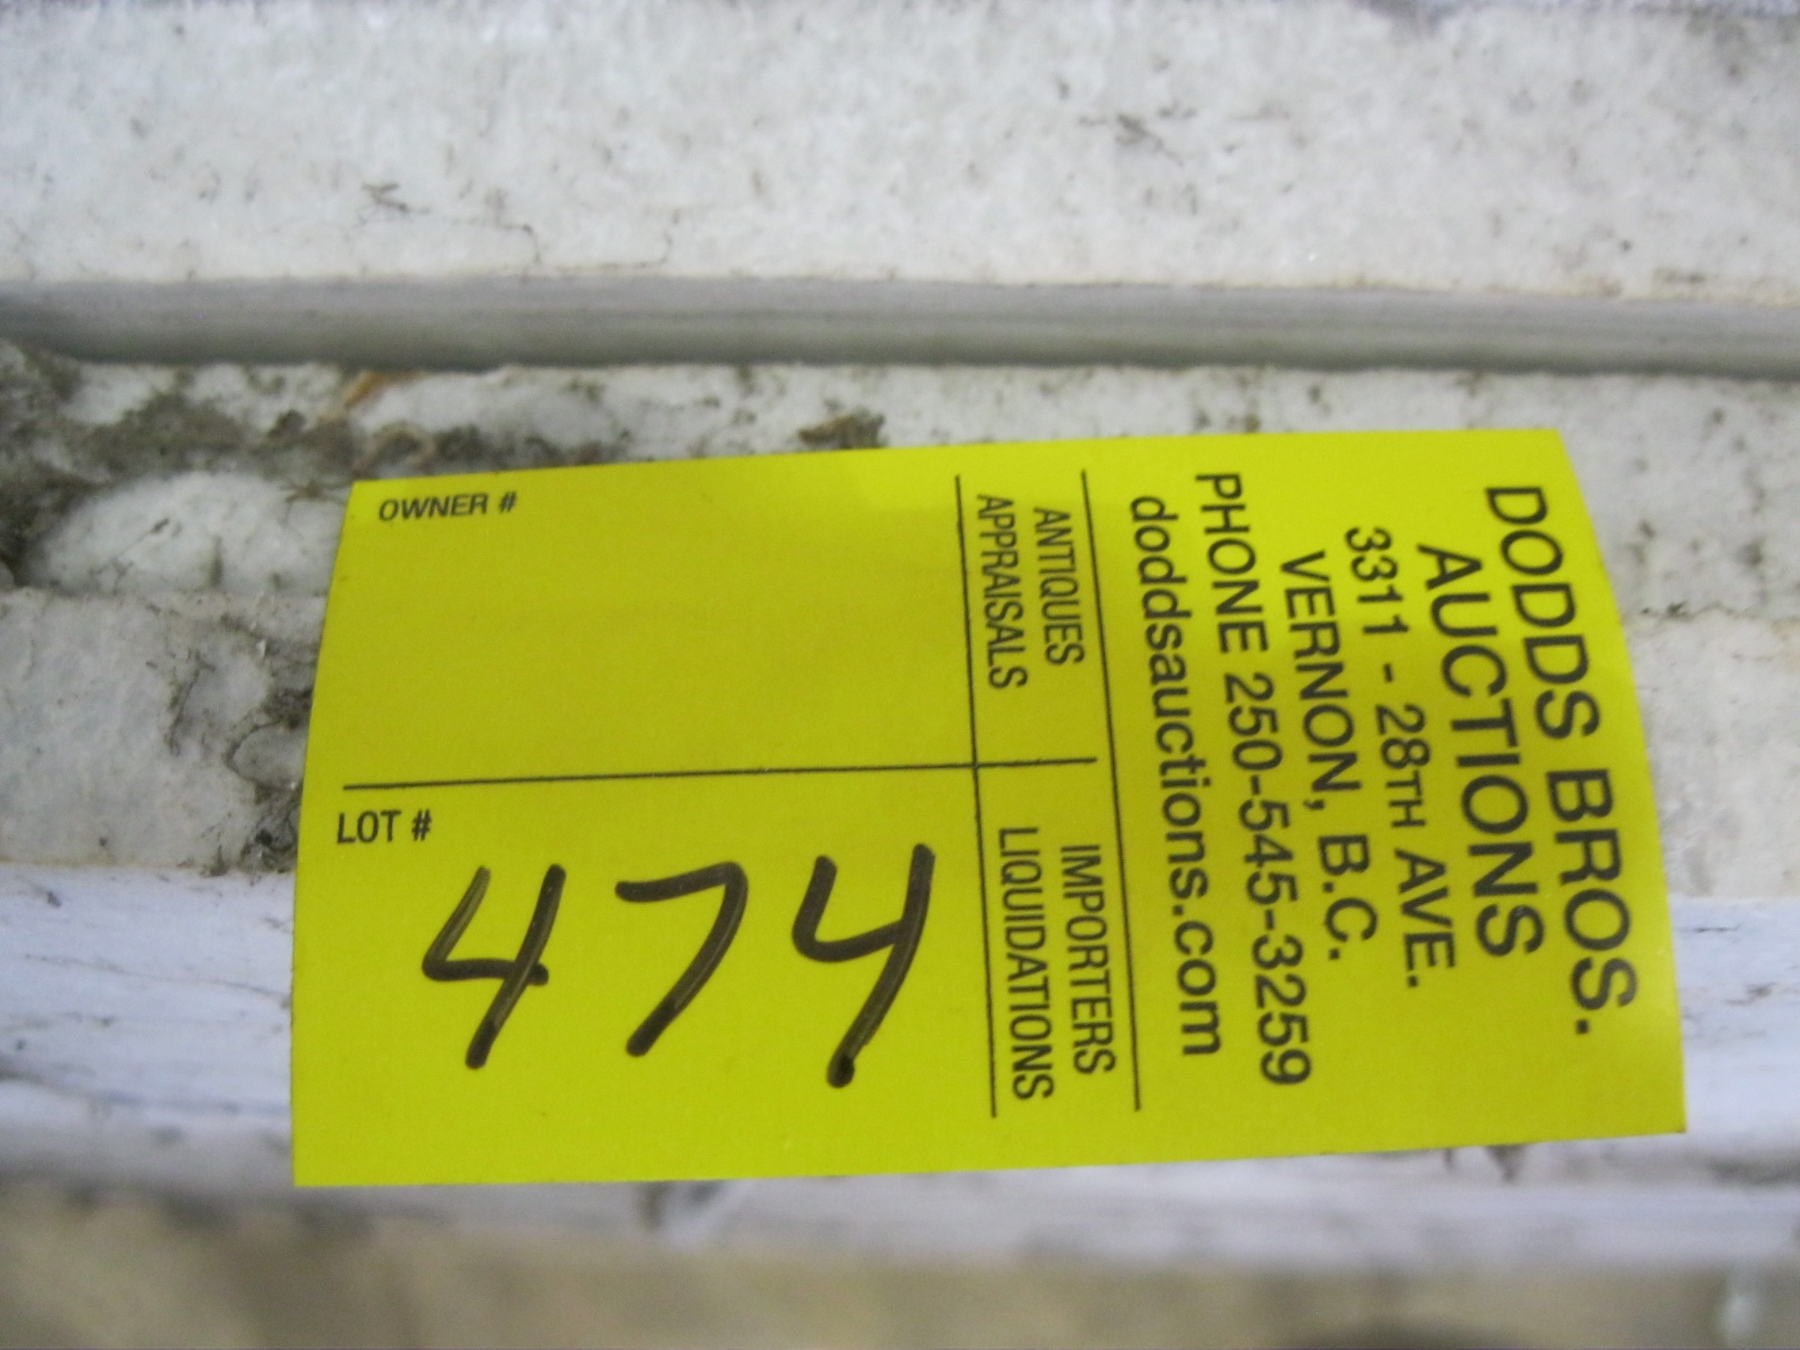 DODDS BROS.
AUCTIONS
3311 - 28TH AVE.
VERNON, B.C.
PHONE 250-545-3259
doddsauctions.com
ANTIQUES IMPORTERS
APPRAISALS LIQUIDATIONS
OWNER #
LOT #
474